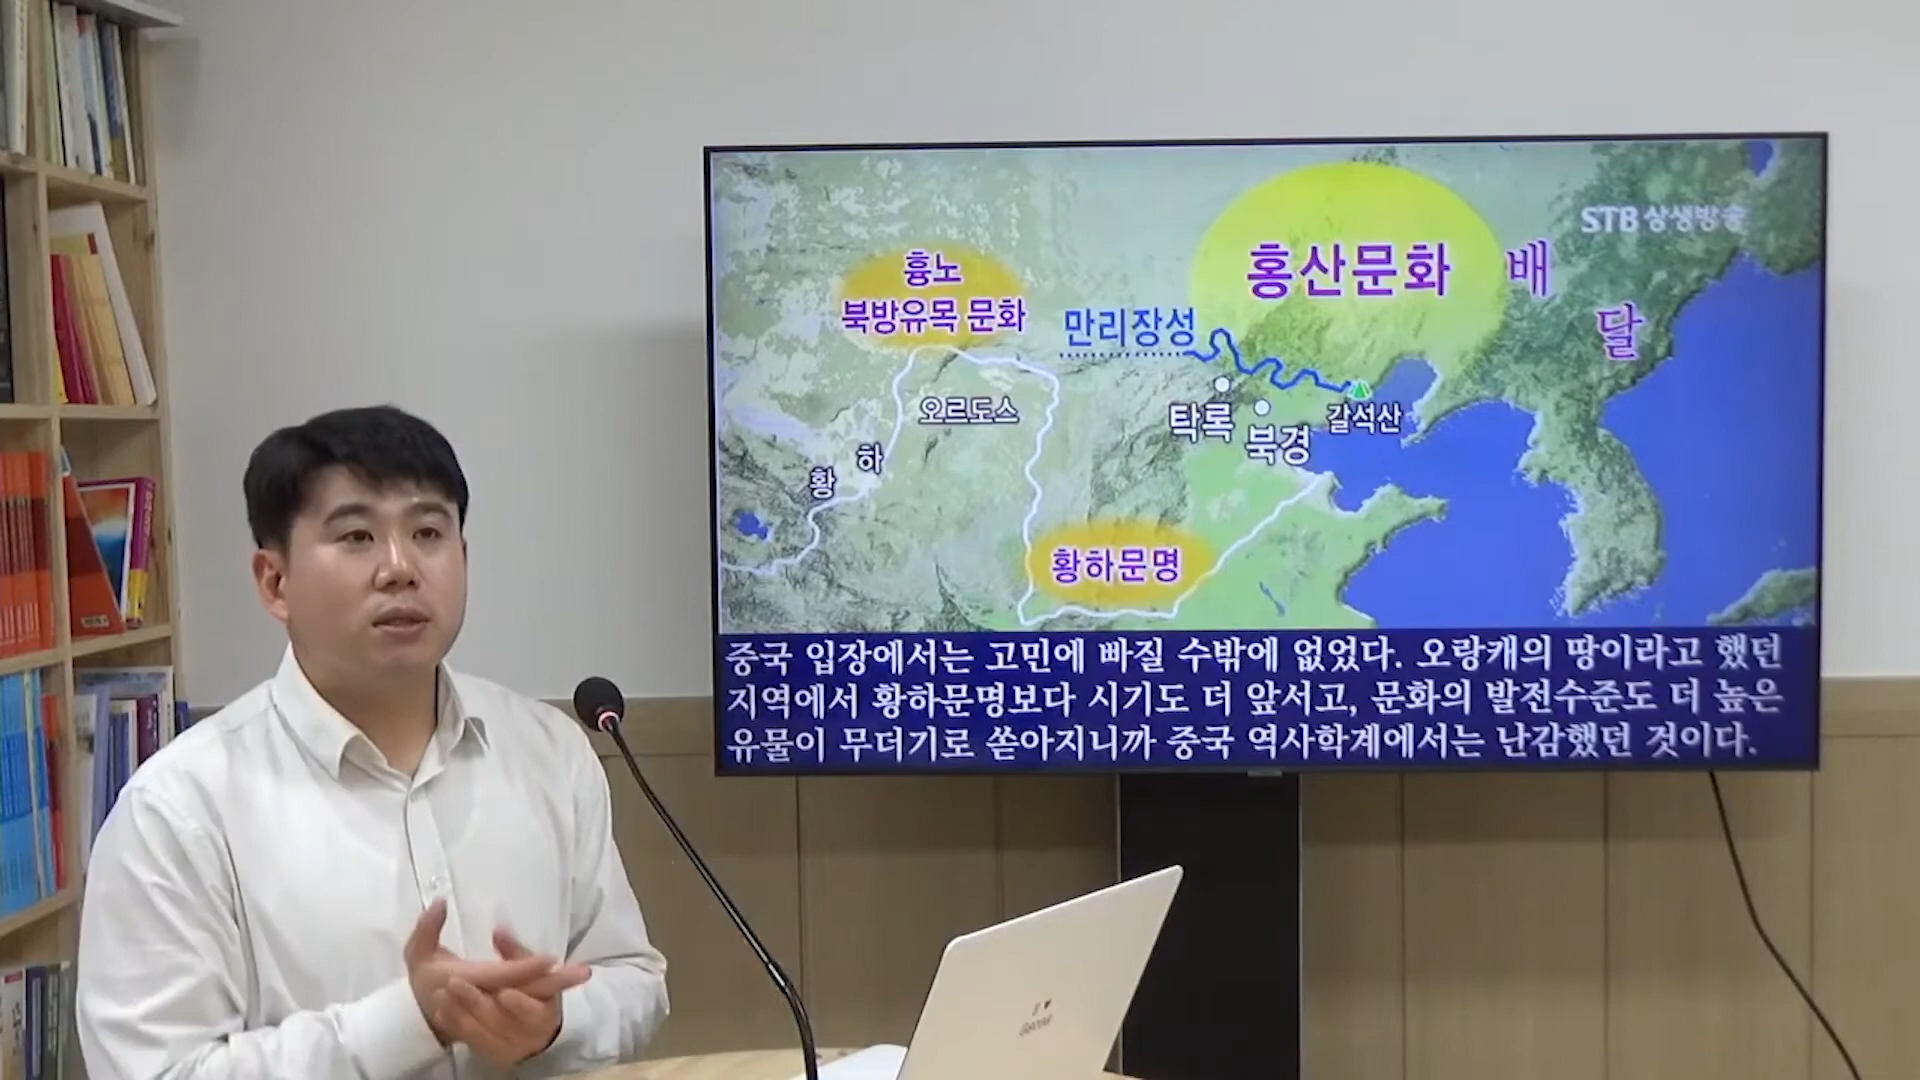 STB 상생방송
홍산문화
배
달
흉노
북방유목 문화
만리장성
오르도스
탁록
북경
갈석산
황
하
황하문명
중국 입장에서는 고민에 빠질 수밖에 없었다. 오랑캐의 땅이라고 했던
지역에서 황하문명보다 시기도 더 앞서고, 문화의 발전수준도 더 높은
유물이 무더기로 쏟아지니까 중국 역사학계에서는 난감했던 것이다.